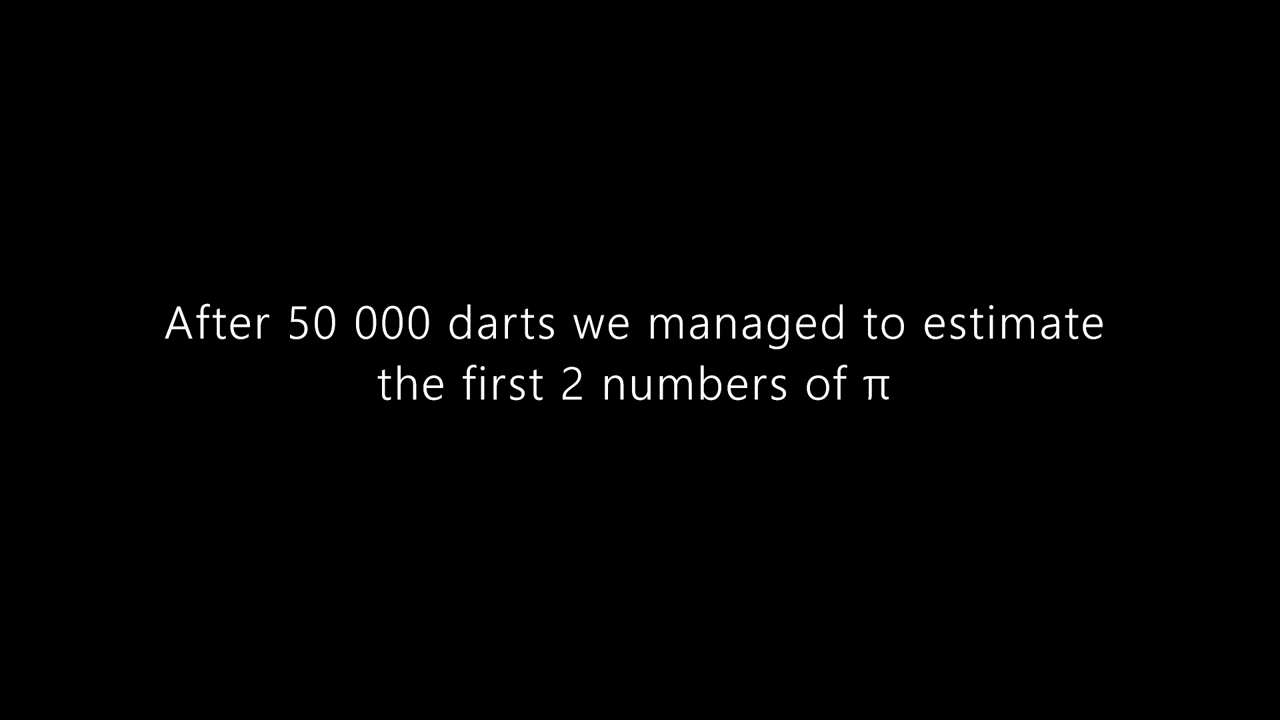 After 50 000 darts we managed to estimate
the first 2 numbers of π